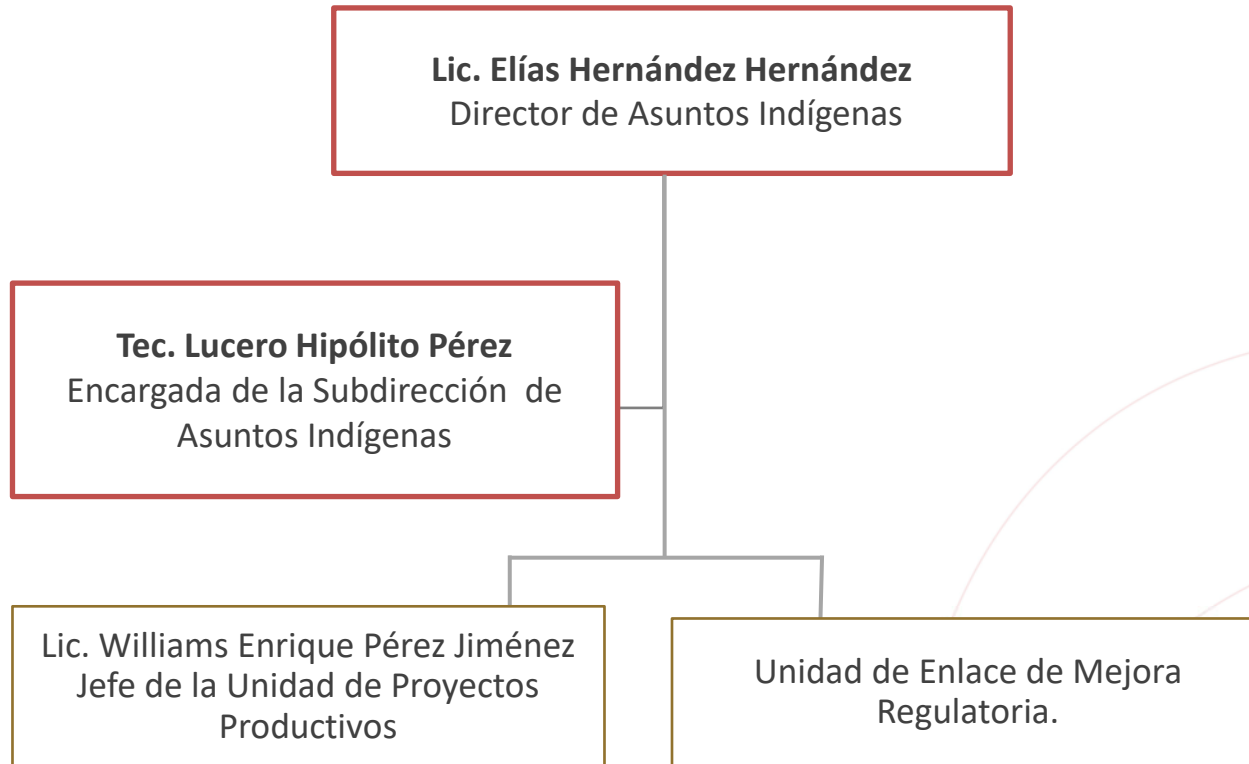 Lic. Elías Hernández Hernández
Director de Asuntos Indígenas
Tec. Lucero Hipólito Pérez
Encargada de la Subdirección  de
Asuntos Indígenas
Lic. Williams Enrique Pérez Jiménez
Jefe de la Unidad de Proyectos
Productivos
Unidad de Enlace de Mejora
Regulatoria.